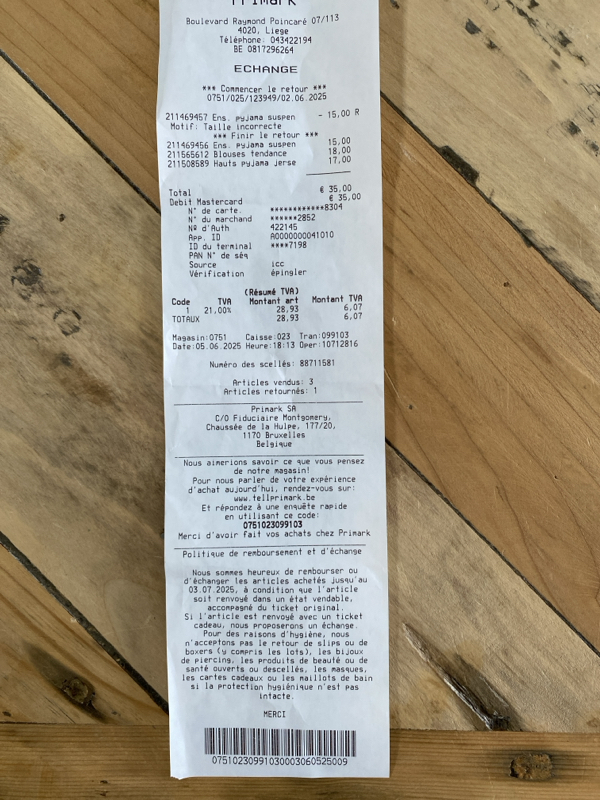 PRIMARK
Boulevard Raymond Poincaré 07/113
4020, Liege
Téléphone: 043422194
BE 0817296264
ECHANGE
*** Commencer le retour ***
0751/025/123949/02.06.2025
211469457 Ens. pyjama suspen - 15,00 R
Motif: Taille incorrecte
*** Finir le retour ***
211469456 Ens. pyjama suspen 15,00
211565612 Blouses tendance 18,00
211508589 Hauts pyjama jerse 17,00
Total € 35,00
Debit Mastercard € 35,00
N° de carte. ************8304
N° du marchand ******2852
Nº d'Auth 422145
App. ID A0000000041010
ID du terminal ****7198
PAN N° de séq
Source icc
Vérification épingler
(Résumé TVA)
Code TVA Montant art Montant TVA
1 21,00% 28,93 6,07
TOTAUX 28,93 6,07
Magasin:0751 Caisse:023 Tran:099103
Date:05.06.2025 Heure:18:13 Oper:10712816
Numéro des scellés: 88711581
Articles vendus: 3
Articles retournés: 1
Primark SA
C/O Fiduciaire Montgomery,
Chaussée de la Hulpe, 177/20,
1170 Bruxelles
Belgique
Nous aimerions savoir ce que vous pensez
de notre magasin!
Pour nous parler de votre expérience
d'achat aujourd'hui, rendez-vous sur:
www.tellprimark.be
Et répondez à une enquête rapide
en utilisant ce code:
0751023099103
Merci d'avoir fait vos achats chez Primark
Politique de remboursement et d'échange
Nous sommes heureux de rembourser ou
d'échanger les articles achetés jusqu'au
03.07.2025, à condition que l'article
soit renvoyé dans un état vendable,
accompagné du ticket original.
Si l'article est renvoyé avec un ticket
cadeau, nous proposerons un échange.
Pour des raisons d'hygiène, nous
n'acceptons pas le retour de slips ou de
boxers (y compris les lots), les bijoux
de piercing, les produits de beauté ou de
santé ouverts ou descellés, les masques,
les cartes cadeaux ou les maillots de bain
si la protection hygiénique n'est pas
intacte.
MERCI
07510230991030003060525009